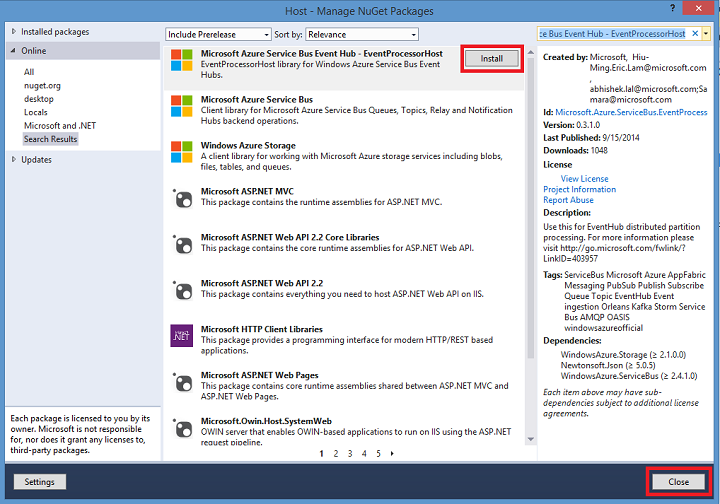 Host - Manage NuGet Packages
?
Installed packages
Online
All
nuget.org
desktop
Locals
Microsoft and .NET
Search Results
Updates
Each package is licensed to you by its
owner. Microsoft is not responsible
for, nor does it grant any licenses to,
third-party packages.
Include Prerelease
Sort by: Relevance
Microsoft Azure Service Bus Event Hub - EventProcessorHost
EventProcessorHost library for Windows Azure Service Bus Event
Hubs.
Install
Microsoft Azure Service Bus
Client library for Microsoft Azure Service Bus Queues, Topics, Relay and Notification
Hubs backend operations.
Windows Azure Storage
A client library for working with Microsoft Azure storage services including blobs,
files, tables, and queues.
Microsoft ASP.NET MVC
This package contains the runtime assemblies for ASP.NET MVC.
Microsoft ASP.NET Web API 2.2 Core Libraries
This package contains the core runtime assemblies for ASP.NET Web API.
Microsoft ASP.NET Web API 2.2
This package contains everything you need to host ASP.NET Web API on IIS.
.NET
Microsoft HTTP Client Libraries
This package provides a programming interface for modern HTTP/REST based
applications.
Microsoft ASP.NET Web Pages
This package contains core runtime assemblies shared between ASP.NET MVC and
ASP.NET Web Pages.
Microsoft.Owin.Host.SystemWeb
OWIN server that enables OWIN-based applications to run on IIS using the ASP.NET
request pipeline.
1 2 3 4 5
ce Bus Event Hub - EventProcessorHost
Created by: Microsoft, Hiu-
Ming.Eric.Lam@microsoft.com
,
abhishek.lal@microsoft.com;Sa
mara@microsoft.com
Id: Microsoft.Azure.ServiceBus.EventProcess
Version: 0.3.1.0
Last Published: 9/15/2014
Downloads: 1048
License
View License
Project Information
Report Abuse
Description:
Use this for EventHub distributed partition
processing. For more information please
visit http://go.microsoft.com/fwlink/?
LinkID=403957
Tags: ServiceBus Microsoft Azure AppFabric
Messaging PubSub Publish Subscribe
Queue Topic EventHub Event
ingestion Orleans Kafka Storm Service
Bus AMQP OASIS
windowsazureofficial
Dependencies:
WindowsAzure.Storage (≥ 2.1.0.0)
Newtonsoft.Json (≥ 5.0.5)
WindowsAzure.ServiceBus (≥ 2.4.1.0)
Each item above may have sub-
dependencies subject to additional license
agreements.
Settings
Close